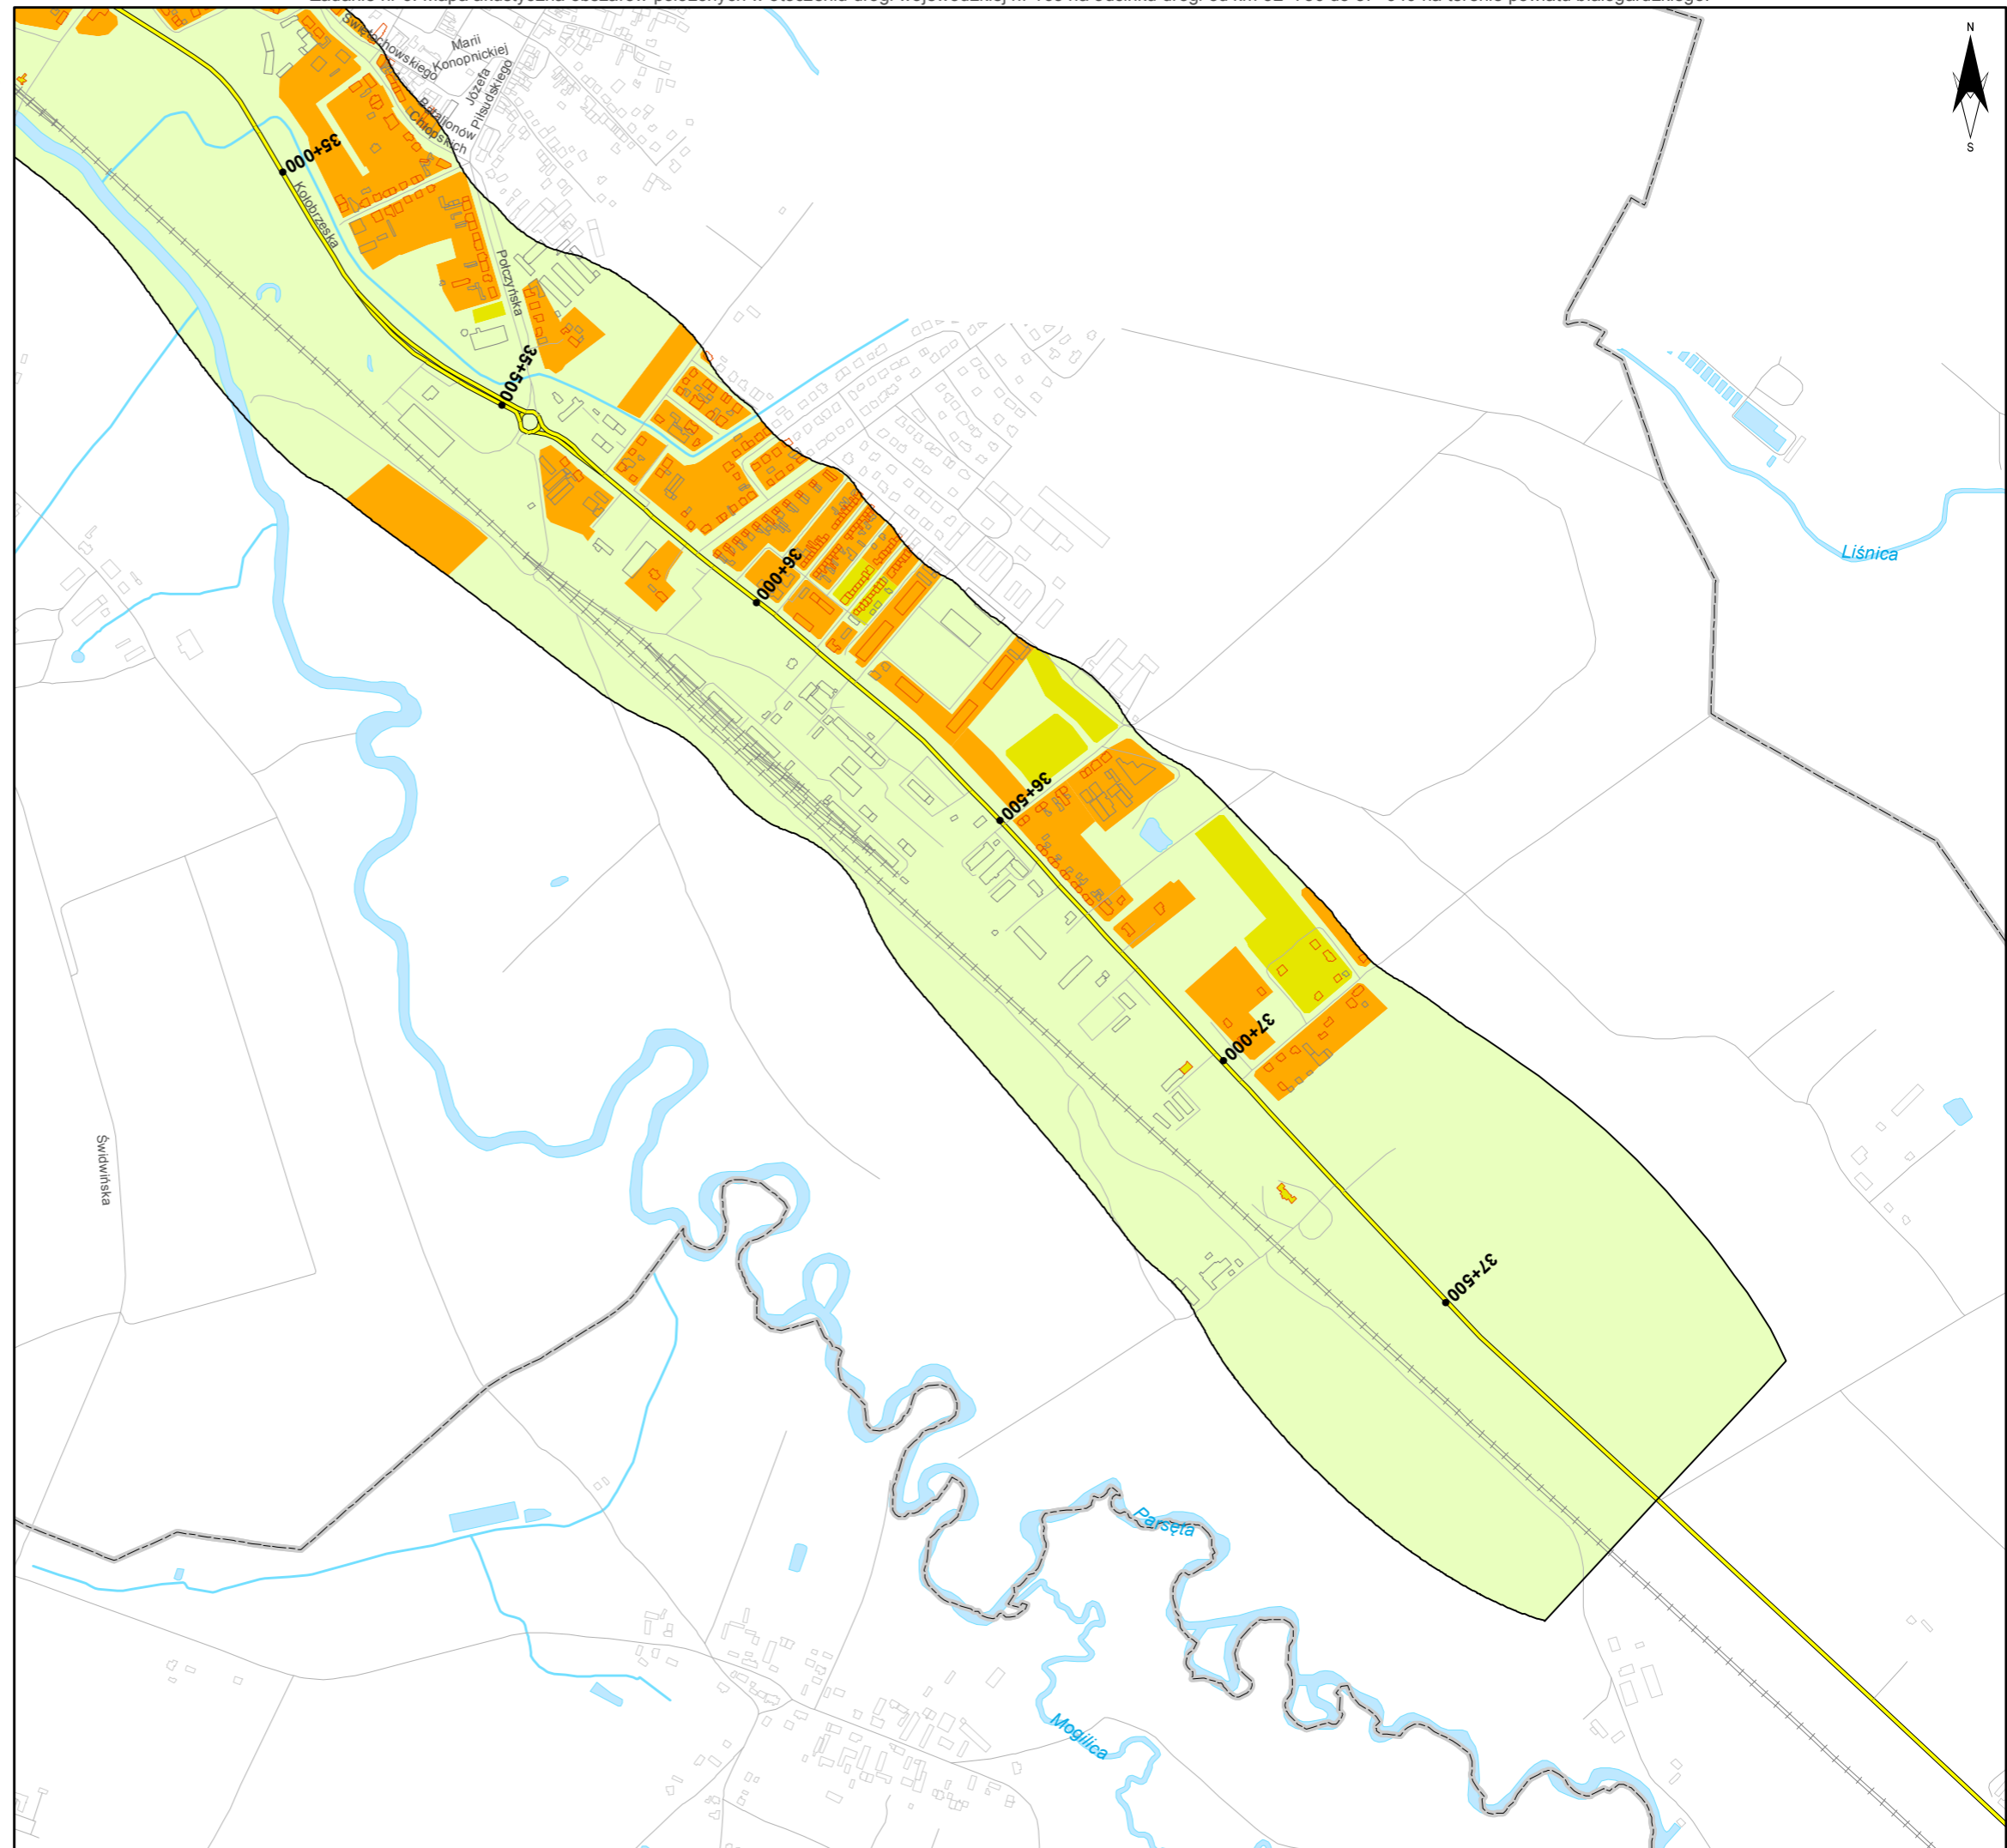 N
S
Świętochowskiego
Marii
Konopnickiej
Józefa
Piłsudskiego
Batalionów
Chłopskich
35+000
Kołobrzeska
Połczyńska
35+500
36+000
Liśnica
36+500
37+000
Świdwińska
37+500
Parsęta
Mogilica